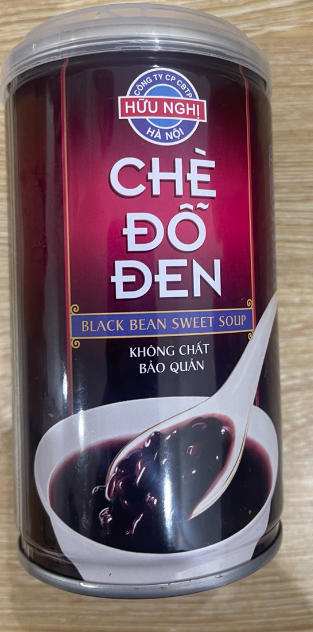 CÔNG TY CP CBTP
HỮU NGHỊ
HÀ NỘI
CHÈ
ĐỖ
ĐEN
BLACK BEAN SWEET SOUP
KHÔNG CHẤT
BẢO QUẢN